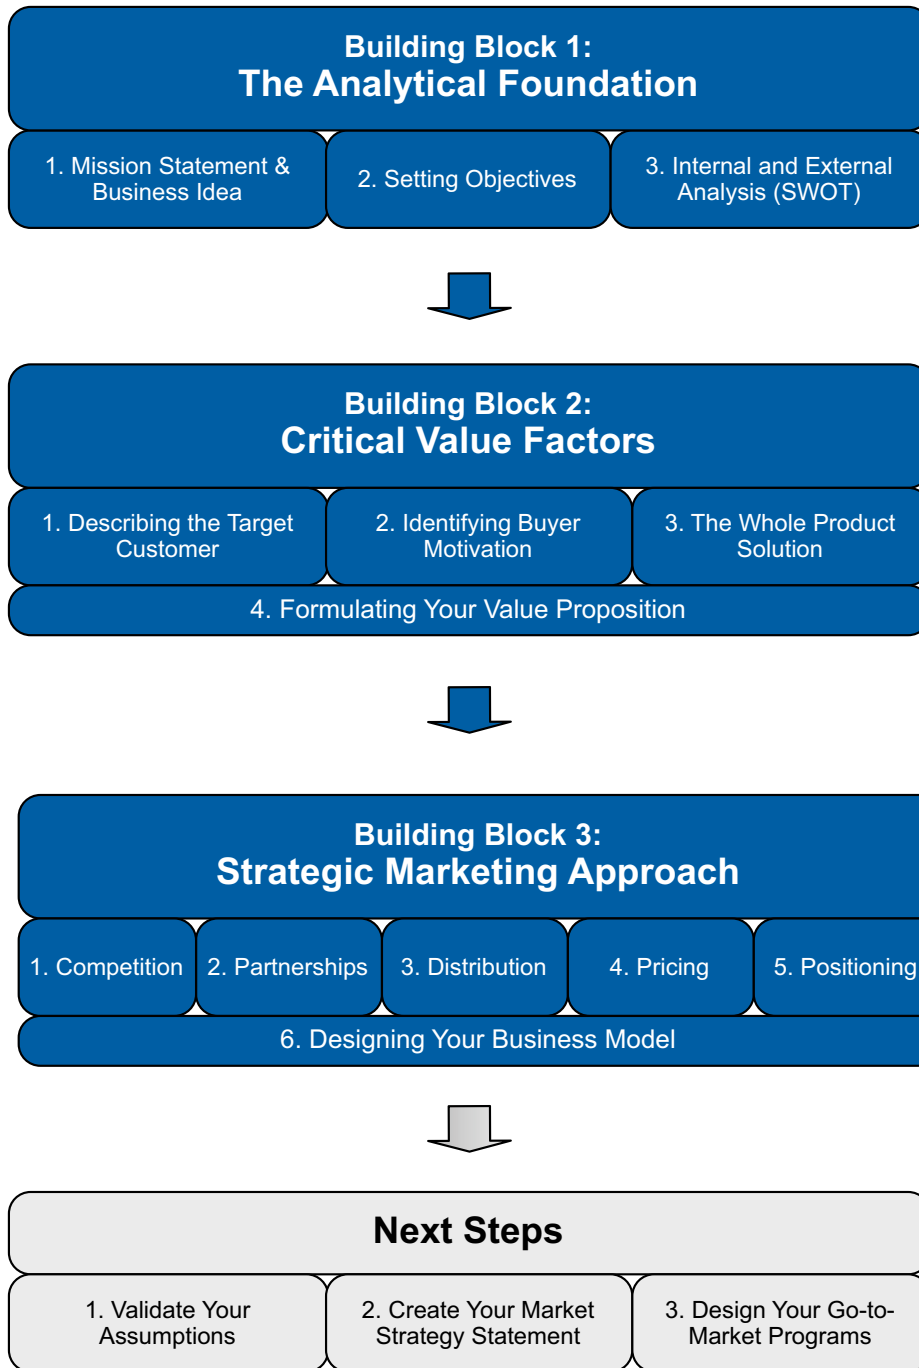 Building Block 1:
The Analytical Foundation
1. Mission Statement &
Business Idea
2. Setting Objectives
3. Internal and External
Analysis (SWOT)
Building Block 2:
Critical Value Factors
1. Describing the Target
Customer
2. Identifying Buyer
Motivation
3. The Whole Product
Solution
4. Formulating Your Value Proposition
Building Block 3:
Strategic Marketing Approach
1. Competition
2. Partnerships
3. Distribution
4. Pricing
5. Positioning
6. Designing Your Business Model
Next Steps
1. Validate Your
Assumptions
2. Create Your Market
Strategy Statement
3. Design Your Go-to-
Market Programs